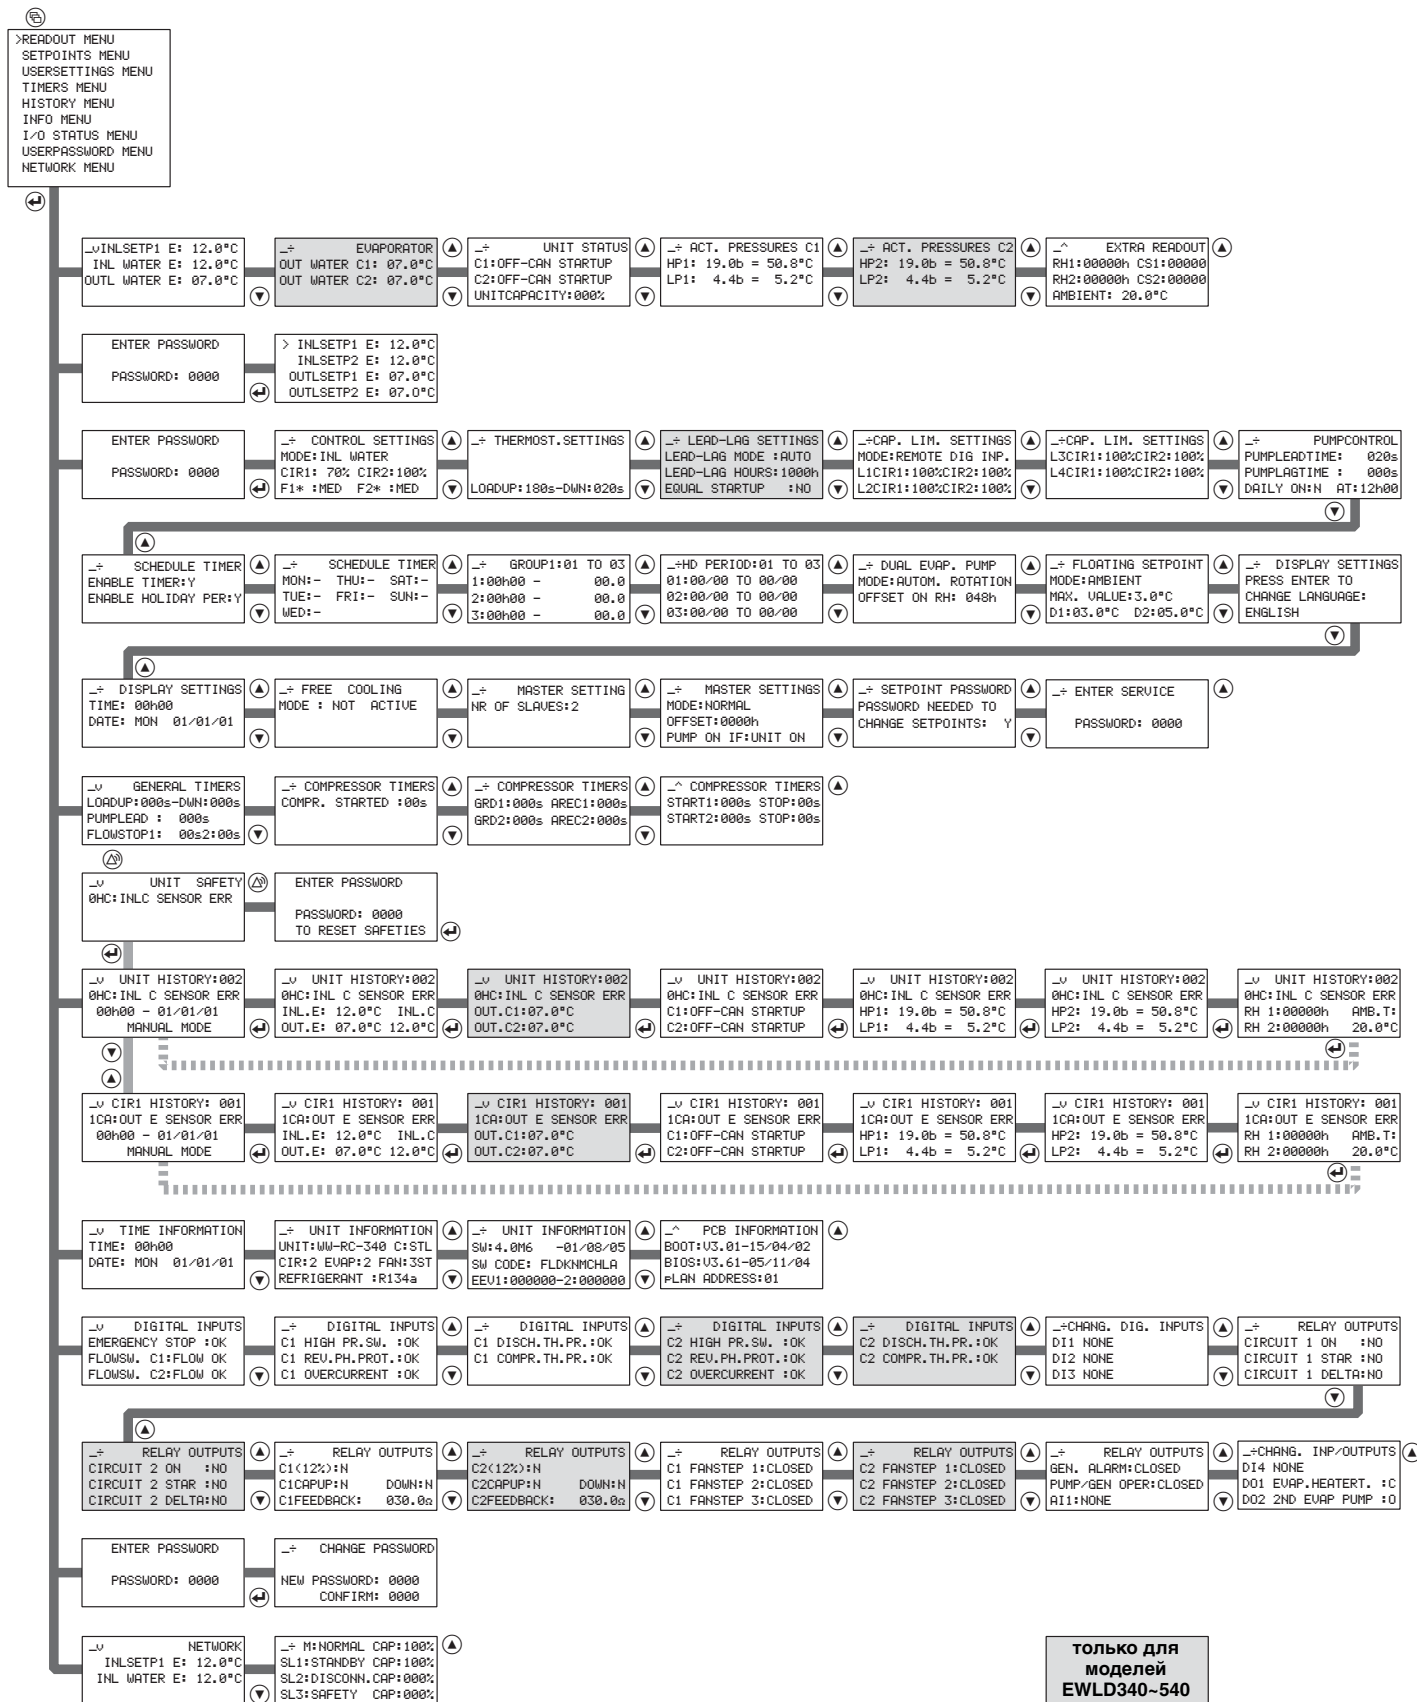 >READOUT MENU
SETPOINTS MENU
USERSETTINGS MENU
TIMERS MENU
HISTORY MENU
INFO MENU
I/O STATUS MENU
USERPASSWORD MENU
NETWORK MENU
_vINLSETP1 E: 12.0°C
INL WATER E: 12.0°C
OUTL WATER E: 07.0°C
_÷ EVAPORATOR
OUT WATER C1: 07.0°C
OUT WATER C2: 07.0°C
_÷ UNIT STATUS
C1:OFF-CAN STARTUP
C2:OFF-CAN STARTUP
UNITCAPACITY:000%
_÷ ACT. PRESSURES C1
HP1: 19.0b = 50.8°C
LP1: 4.4b = 5.2°C
_÷ ACT. PRESSURES C2
HP2: 19.0b = 50.8°C
LP2: 4.4b = 5.2°C
_^ EXTRA READOUT
RH1:00000h CS1:00000
RH2:00000h CS2:00000
AMBIENT: 20.0°C
ENTER PASSWORD
PASSWORD: 0000
> INLSETP1 E: 12.0°C
INLSETP2 E: 12.0°C
OUTLSETP1 E: 07.0°C
OUTLSETP2 E: 07.0°C
ENTER PASSWORD
PASSWORD: 0000
_÷ CONTROL SETTINGS
MODE:INL WATER
CIR1: 70% CIR2:100%
F1* :MED F2* :MED
_÷ THERMOST.SETTINGS
LOADUP:180s-DWN:020s
_÷ LEAD-LAG SETTINGS
LEAD-LAG MODE :AUTO
LEAD-LAG HOURS:1000h
EQUAL STARTUP :NO
_÷CAP. LIM. SETTINGS
MODE:REMOTE DIG INP.
L1CIR1:100%CIR2:100%
L2CIR1:100%CIR2:100%
_÷CAP. LIM. SETTINGS
L3CIR1:100%CIR2:100%
L4CIR1:100%CIR2:100%
_÷ PUMPCONTROL
PUMPLEADTIME: 020s
PUMPLAGTIME : 000s
DAILY ON:N AT:12h00
_÷ SCHEDULE TIMER
ENABLE TIMER:Y
ENABLE HOLIDAY PER:Y
_÷ SCHEDULE TIMER
MON:- THU:- SAT:-
TUE:- FRI:- SUN:-
WED:-
_÷ GROUP1:01 TO 03
1:00h00 - 00.0
2:00h00 - 00.0
3:00h00 - 00.0
_÷HD PERIOD:01 TO 03
01:00/00 TO 00/00
02:00/00 TO 00/00
03:00/00 TO 00/00
_÷ DUAL EVAP. PUMP
MODE:AUTOM. ROTATION
OFFSET ON RH: 048h
_÷ FLOATING SETPOINT
MODE:AMBIENT
MAX. VALUE:3.0°C
D1:03.0°C D2:05.0°C
_÷ DISPLAY SETTINGS
PRESS ENTER TO
CHANGE LANGUAGE:
ENGLISH
_÷ DISPLAY SETTINGS
TIME: 00h00
DATE: MON 01/01/01
_÷ FREE COOLING
MODE : NOT ACTIVE
_÷ MASTER SETTING
NR OF SLAVES:2
_÷ MASTER SETTINGS
MODE:NORMAL
OFFSET:0000h
PUMP ON IF:UNIT ON
_÷ SETPOINT PASSWORD
PASSWORD NEEDED TO
CHANGE SETPOINTS: Y
_÷ ENTER SERVICE
PASSWORD: 0000
_v GENERAL TIMERS
LOADUP:000s-DWN:000s
PUMPLEAD : 000s
FLOWSTOP1: 00s2:00s
_÷ COMPRESSOR TIMERS
COMPR. STARTED :00s
_÷ COMPRESSOR TIMERS
GRD1:000s AREC1:000s
GRD2:000s AREC2:000s
_^ COMPRESSOR TIMERS
START1:000s STOP:00s
START2:000s STOP:00s
_v UNIT SAFETY
0HC:INLC SENSOR ERR
ENTER PASSWORD
PASSWORD: 0000
TO RESET SAFETIES
_v UNIT HISTORY:002
0HC:INL C SENSOR ERR
00h00 - 01/01/01
MANUAL MODE
_v UNIT HISTORY:002
0HC:INL C SENSOR ERR
INL.E: 12.0°C INL.C
OUT.E: 07.0°C 12.0°C
_v UNIT HISTORY:002
0HC:INL C SENSOR ERR
OUT.C1:07.0°C
OUT.C2:07.0°C
_v UNIT HISTORY:002
0HC:INL C SENSOR ERR
C1:OFF-CAN STARTUP
C2:OFF-CAN STARTUP
_v UNIT HISTORY:002
0HC:INL C SENSOR ERR
HP1: 19.0b = 50.8°C
LP1: 4.4b = 5.2°C
_v UNIT HISTORY:002
0HC:INL C SENSOR ERR
HP2: 19.0b = 50.8°C
LP2: 4.4b = 5.2°C
_v UNIT HISTORY:002
0HC:INL C SENSOR ERR
RH 1:00000h AMB.T:
RH 2:00000h 20.0°C
_v CIR1 HISTORY: 001
1CA:OUT E SENSOR ERR
00h00 - 01/01/01
MANUAL MODE
_v CIR1 HISTORY: 001
1CA:OUT E SENSOR ERR
INL.E: 12.0°C INL.C
OUT.E: 07.0°C 12.0°C
_v CIR1 HISTORY: 001
1CA:OUT E SENSOR ERR
OUT.C1:07.0°C
OUT.C2:07.0°C
_v CIR1 HISTORY: 001
1CA:OUT E SENSOR ERR
C1:OFF-CAN STARTUP
C2:OFF-CAN STARTUP
_v CIR1 HISTORY: 001
1CA:OUT E SENSOR ERR
HP1: 19.0b = 50.8°C
LP1: 4.4b = 5.2°C
_v CIR1 HISTORY: 001
1CA:OUT E SENSOR ERR
HP2: 19.0b = 50.8°C
LP2: 4.4b = 5.2°C
_v CIR1 HISTORY: 001
1CA:OUT E SENSOR ERR
RH 1:00000h AMB.T:
RH 2:00000h 20.0°C
_v TIME INFORMATION
TIME: 00h00
DATE: MON 01/01/01
_÷ UNIT INFORMATION
UNIT:WW-RC-340 C:STL
CIR:2 EVAP:2 FAN:3ST
REFRIGERANT :R134a
_÷ UNIT INFORMATION
SW:4.0M6 -01/08/05
SW CODE: FLDKNMCHLA
EEV1:000000-2:000000
_^ PCB INFORMATION
BOOT:V3.01-15/04/02
BIOS:V3.61-05/11/04
pLAN ADDRESS:01
_v DIGITAL INPUTS
EMERGENCY STOP :OK
FLOWSW. C1:FLOW OK
FLOWSW. C2:FLOW OK
_÷ DIGITAL INPUTS
C1 HIGH PR.SW. :OK
C1 REV.PH.PROT.:OK
C1 OVERCURRENT :OK
_÷ DIGITAL INPUTS
C1 DISCH.TH.PR.:OK
C1 COMPR.TH.PR.:OK
_÷ DIGITAL INPUTS
C2 HIGH PR.SW. :OK
C2 REV.PH.PROT.:OK
C2 OVERCURRENT :OK
_÷ DIGITAL INPUTS
C2 DISCH.TH.PR.:OK
C2 COMPR.TH.PR.:OK
_÷CHANG. DIG. INPUTS
DI1 NONE
DI2 NONE
DI3 NONE
_÷ RELAY OUTPUTS
CIRCUIT 1 ON :NO
CIRCUIT 1 STAR :NO
CIRCUIT 1 DELTA:NO
_÷ RELAY OUTPUTS
CIRCUIT 2 ON :NO
CIRCUIT 2 STAR :NO
CIRCUIT 2 DELTA:NO
_÷ RELAY OUTPUTS
C1(12%):N
C1CAPUP:N DOWN:N
C1FEEDBACK: 030.0Ω
_÷ RELAY OUTPUTS
C2(12%):N
C2CAPUP:N DOWN:N
C2FEEDBACK: 030.0Ω
_÷ RELAY OUTPUTS
C1 FANSTEP 1:CLOSED
C1 FANSTEP 2:CLOSED
C1 FANSTEP 3:CLOSED
_÷ RELAY OUTPUTS
C2 FANSTEP 1:CLOSED
C2 FANSTEP 2:CLOSED
C2 FANSTEP 3:CLOSED
_÷ RELAY OUTPUTS
GEN. ALARM:CLOSED
PUMP/GEN OPER:CLOSED
AI1:NONE
_÷CHANG. INP/OUTPUTS
DI4 NONE
DO1 EVAP.HEATERT. :C
DO2 2ND EVAP PUMP :O
ENTER PASSWORD
PASSWORD: 0000
_÷ CHANGE PASSWORD
NEW PASSWORD: 0000
CONFIRM: 0000
_v NETWORK
INLSETP1 E: 12.0°C
INL WATER E: 12.0°C
_÷ M:NORMAL CAP:100%
SL1:STANDBY CAP:100%
SL2:DISCONN.CAP:000%
SL3:SAFETY CAP:000%
только для
моделей
EWLD340~540